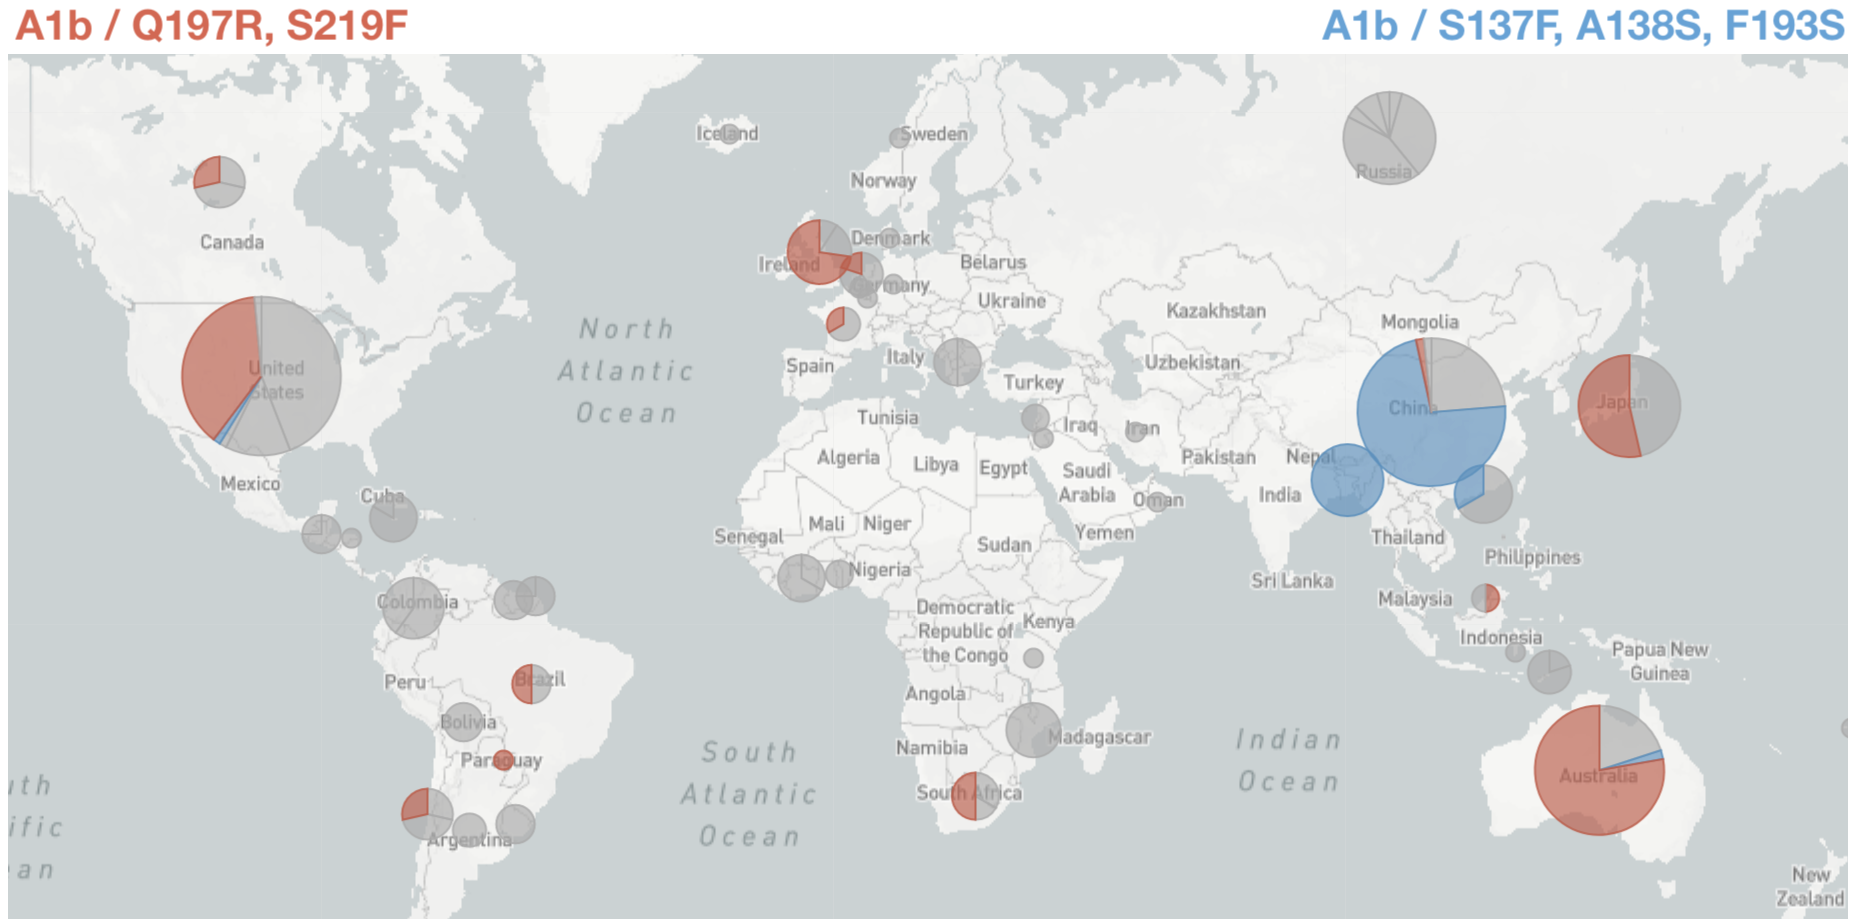 A1b / Q197R, S219F
A1b / S137F, A138S, F193S
Iceland
Sweden
Russia
Norway
Canada
Denmark
Ireland
Belarus
Germany
Ukraine
Kazakhstan
Mongolia
North
Atlantic
Ocean
United
States
Spain
Italy
Uzbekistan
Turkey
China
Japan
Tunisia
Iraq
Iran
Algeria
Libya
Egypt
Saudi
Arabia
Pakistan
Nepal
India
Mexico
Cuba
Oman
Mali
Niger
Senegal
Sudan
Yemen
Thailand
Philippines
Nigeria
Sri Lanka
Colombia
Malaysia
Democratic
Republic of
the Congo
Kenya
Indonesia
Papua New
Guinea
Peru
Brazil
Angola
Bolivia
Namibia
Madagascar
Paraguay
South
Atlantic
Ocean
Indian
Ocean
South Africa
Australia
uth
ific
ean
Argentina
New
Zealand